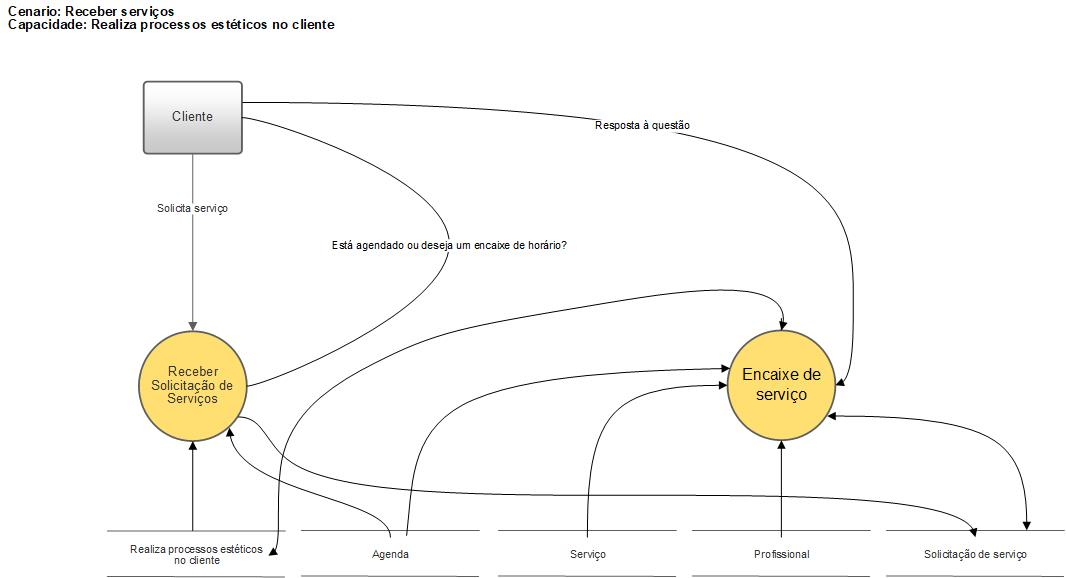 Cenario: Receber serviços
Capacidade: Realiza processos estéticos no cliente
Cliente
Resposta à questão
Solicita serviço
Está agendado ou deseja um encaixe de horário?
Receber
Solicitação de
Serviços
Encaixe de
serviço
Realiza processos estéticos
no cliente
Agenda
Serviço
Profissional
Solicitação de serviço